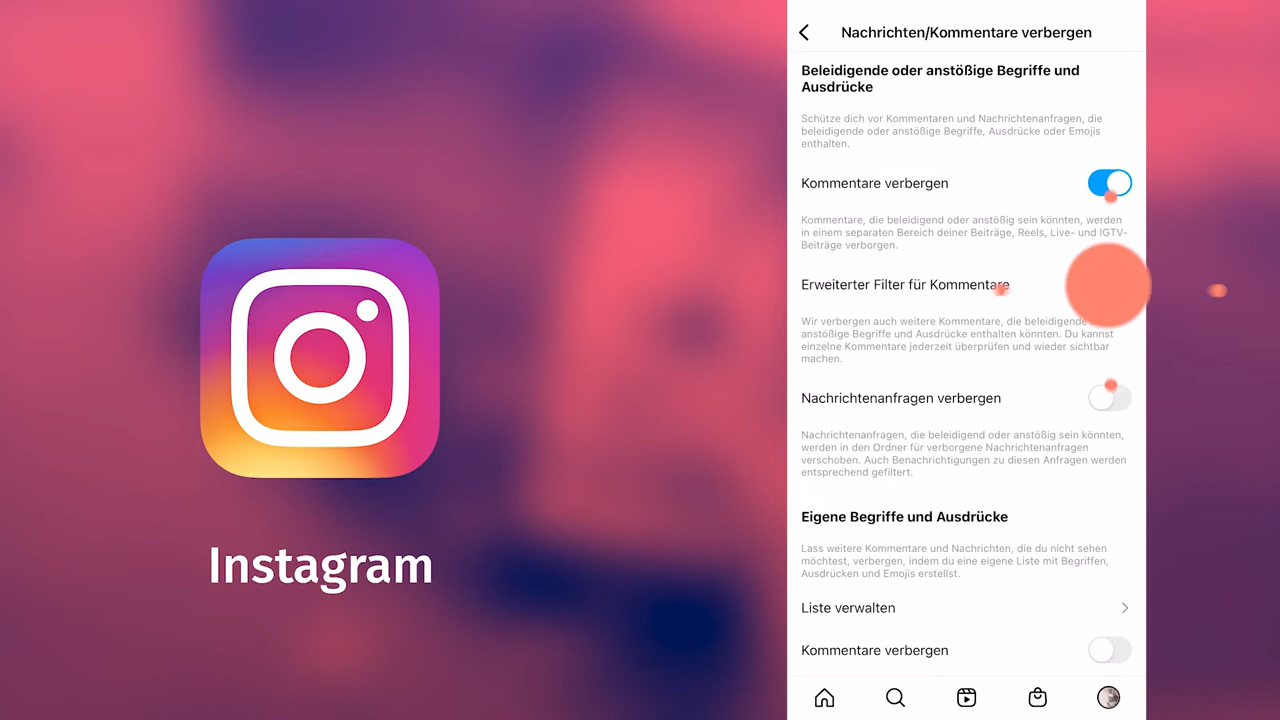 Instagram
Nachrichten/Kommentare verbergen
Beleidigende oder anstößige Begriffe und
Ausdrücke
Schütze dich vor Kommentaren und Nachrichtenanfragen, die
beleidigende oder anstößige Begriffe, Ausdrücke oder Emojis
enthalten.
Kommentare verbergen
Kommentare, die beleidigend oder anstößig sein könnten, werden
in einem separaten Bereich deiner Beiträge, Reels, Live- und IGTV-
Beiträge verborgen.
Erweiterter Filter für Kommentare
Wir verbergen auch weitere Kommentare, die beleidigende
anstößige Begriffe und Ausdrücke enthalten könnten. Du kannst
einzelne Kommentare jederzeit überprüfen und wieder sichtbar
machen.
Nachrichtenanfragen verbergen
Nachrichtenanfragen, die beleidigend oder anstößig sein könnten,
werden in den Ordner für verborgene Nachrichtenanfragen
verschoben. Auch Benachrichtigungen zu diesen Anfragen werden
entsprechend gefiltert.
Eigene Begriffe und Ausdrücke
Lass weitere Kommentare und Nachrichten, die du nicht sehen
möchtest, verbergen, indem du eine eigene Liste mit Begriffen,
Ausdrücken und Emojis erstellst.
Liste verwalten
Kommentare verbergen